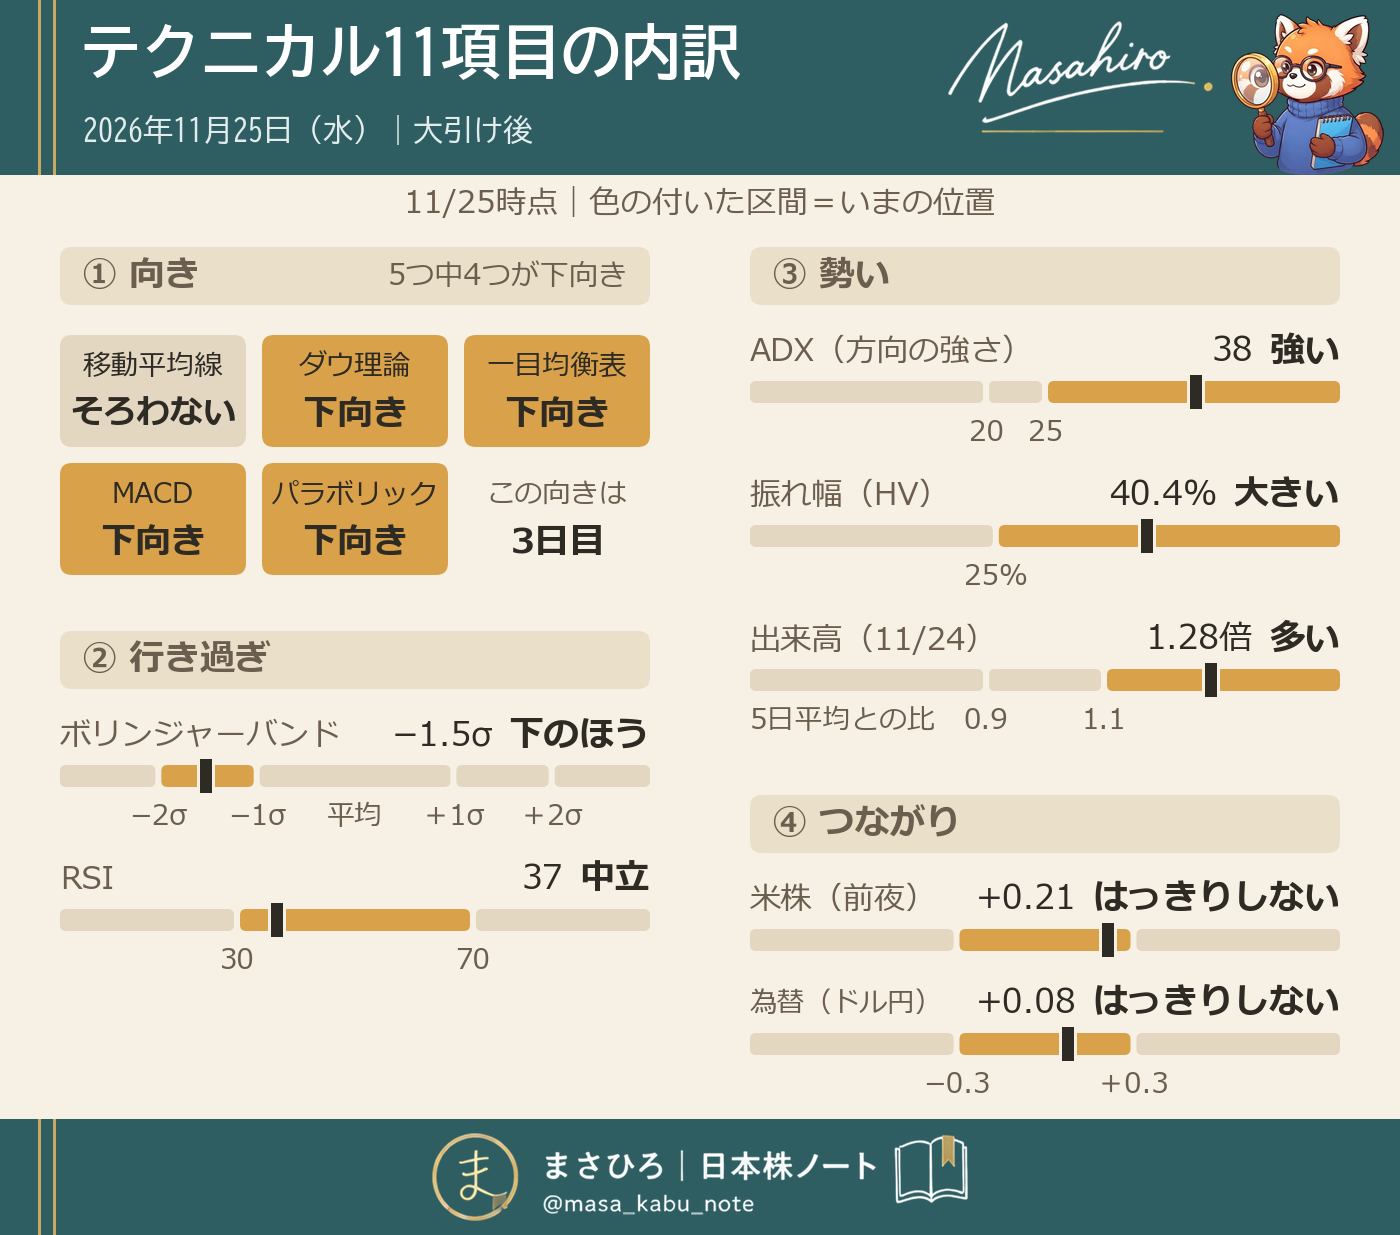 テクニカル11項目の内訳
2026年11月25日（水）｜大引け後
Masahiro
11/25時点｜色の付いた区間＝いまの位置
① 向き 5つ中4つが下向き
移動平均線
そろわない
ダウ理論
下向き
一目均衡表
下向き
MACD
下向き
パラボリック
下向き
この向きは
3日目
② 行き過ぎ
ボリンジャーバンド −1.5σ 下のほう
−2σ −1σ 平均 +1σ +2σ
RSI 37 中立
30 70
③ 勢い
ADX（方向の強さ） 38 強い
20 25
振れ幅（HV） 40.4% 大きい
25%
出来高（11/24） 1.28倍 多い
5日平均との比 0.9 1.1
④ つながり
米株（前夜） +0.21 はっきりしない
為替（ドル円） +0.08 はっきりしない
−0.3 +0.3
ま
まさひろ｜日本株ノート
@masa_kabu_note